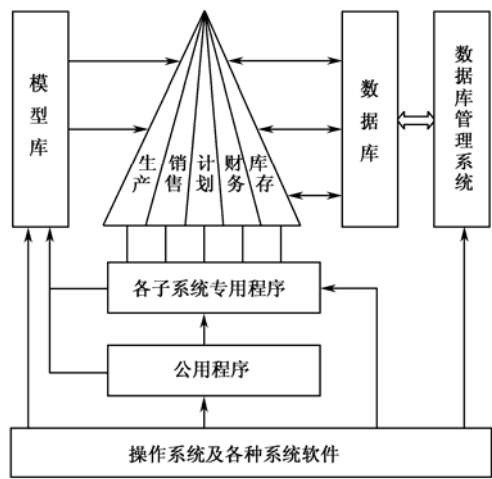 模型库
生产
销售
计划
财务
库存
数据库
数据库管理系统
各子系统专用程序
公用程序
操作系统及各种系统软件